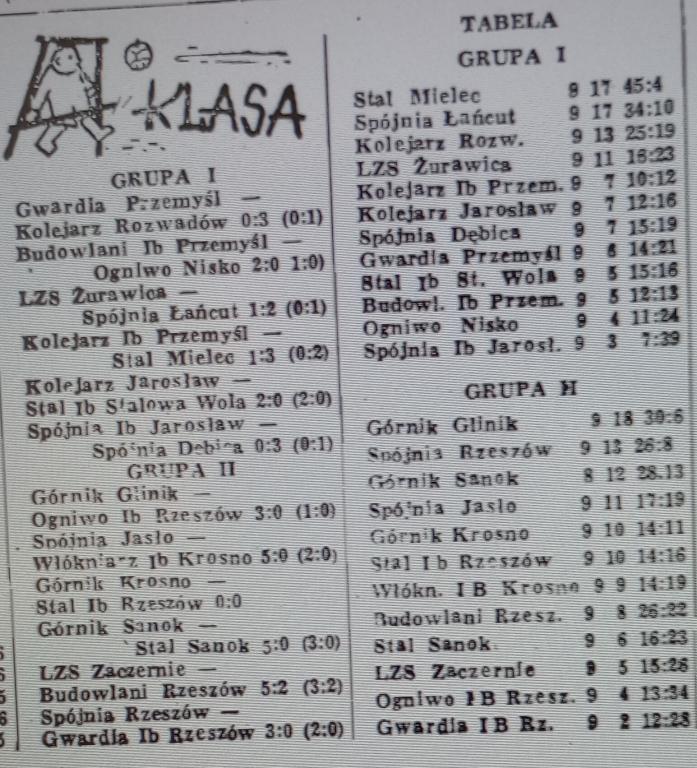 A-KLASA
GRUPA I
Gwardia Przemyśl —
Kolejarz Rozwadów 0:3 (0:1)
Budowlani Ib Przemyśl —
Ogniwo Nisko 2:0 1:0)
LZS Żurawica —
Spójnia Łańcut 1:2 (0:1)
Kolejarz Ib Przemyśl —
Stal Mielec 1:3 (0:2)
Kolejarz Jarosław —
Stal Ib Stalowa Wola 2:0 (2:0)
Spójnia Ib Jarosław —
Spójnia Dębica 0:3 (0:1)
GRUPA II
Górnik Glinik —
Ogniwo Ib Rzeszów 3:0 (1:0)
Spójnia Jasło —
Włókniarz Ib Krosno 5:0 (2:0)
Górnik Krosno —
Stal Ib Rzeszów 0:0
Górnik Sanok —
Stal Sanok 5:0 (3:0)
LZS Zaczernie —
Budowlani Rzeszów 5:2 (3:2)
Spójnia Rzeszów —
Gwardia Ib Rzeszów 3:0 (2:0)
TABELA
GRUPA I
Stal Mielec 9 17 45:4
Spójnia Łańcut 9 17 34:10
Kolejarz Rozw. 9 13 25:19
LZS Żurawica 9 11 16:23
Kolejarz Ib Przem. 9 7 10:12
Kolejarz Jarosław 9 7 12:16
Spójnia Dębica 9 7 15:19
Gwardia Przemyśl 9 6 14:21
Stal Ib St. Wola 9 5 15:16
Budowl. Ib Przem. 9 5 12:13
Ogniwo Nisko 9 4 11:24
Spójnia Ib Jarosł. 9 3 7:39
GRUPA II
Górnik Glinik 9 18 30:6
Spójnia Rzeszów 9 13 26:8
Górnik Sanok 8 12 28.13
Spójnia Jasło 9 11 17:19
Górnik Krosno 9 10 14:11
Stal Ib Rzeszów 9 10 14:16
Włókn. I B Krosno 9 9 14:19
Budowlani Rzesz. 9 8 26:22
Stal Sanok 9 6 16:23
LZS Zaczernie 9 5 15:26
Ogniwo I B Rzesz. 9 4 13:34
Gwardia I B Rz. 9 2 12:28